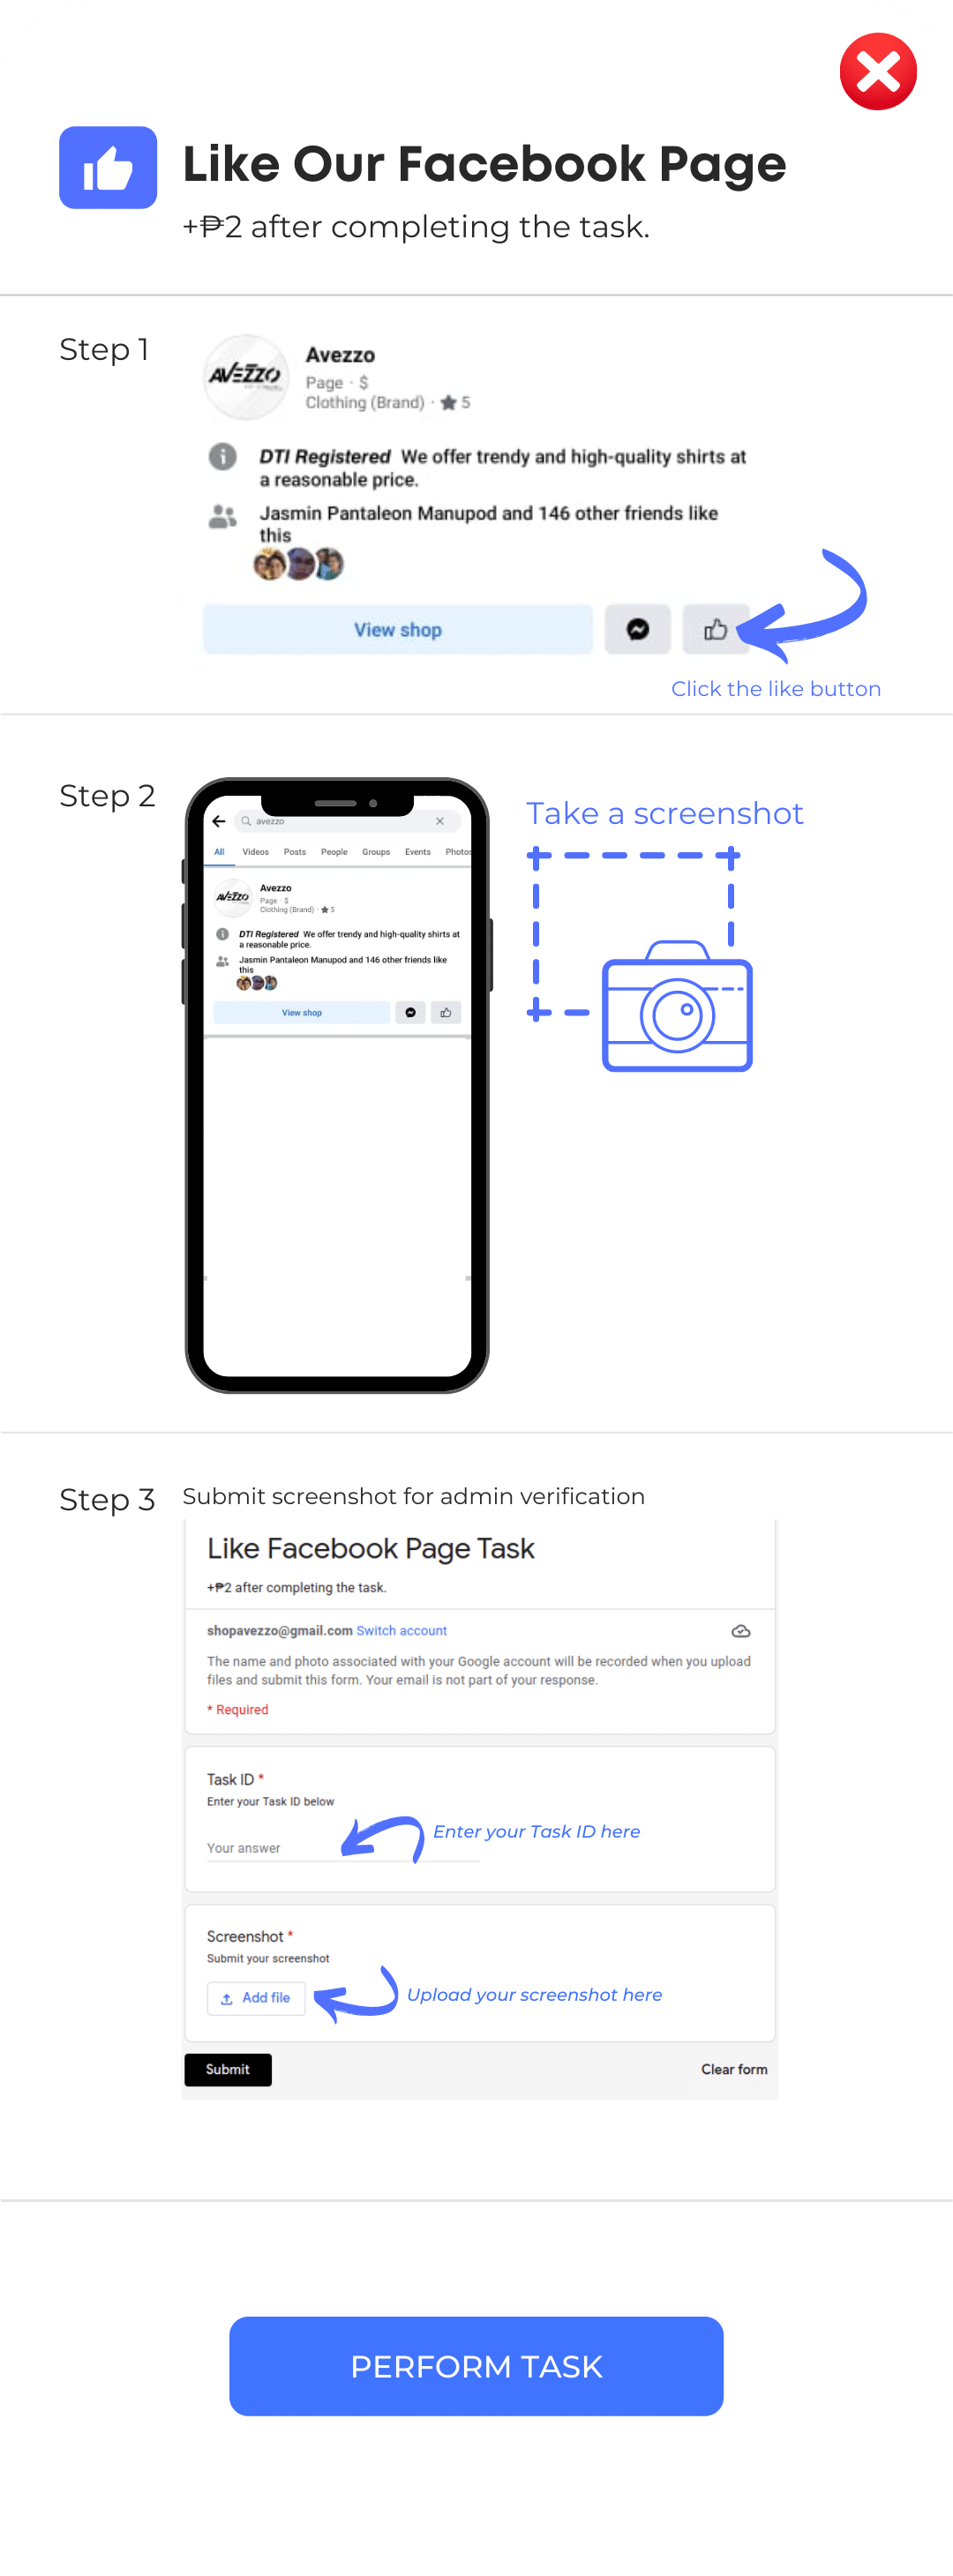 Like Our Facebook Page
+₱2 after completing the task.
Step 1
AVEZZO
Avezzo
Page · $
Clothing (Brand) · ★ 5
DTI Registered We offer trendy and high-quality shirts at
a reasonable price.
Jasmin Pantaleon Manupod and 146 other friends like
this
View shop
Click the like button
Step 2
avezzo
All Videos Posts People Groups Events Photos
AVEZZO
Avezzo
Page · $
Clothing (Brand) · ★ 5
DTI Registered We offer trendy and high-quality shirts at
a reasonable price.
Jasmin Pantaleon Manupod and 146 other friends like
this
View shop
Take a screenshot
Step 3
Submit screenshot for admin verification
Like Facebook Page Task
+₱2 after completing the task.
shopavezzo@gmail.com Switch account
The name and photo associated with your Google account will be recorded when you upload
files and submit this form. Your email is not part of your response.
* Required
Task ID *
Enter your Task ID below
Your answer
Enter your Task ID here
Screenshot *
Submit your screenshot
Add file
Upload your screenshot here
Submit
Clear form
PERFORM TASK